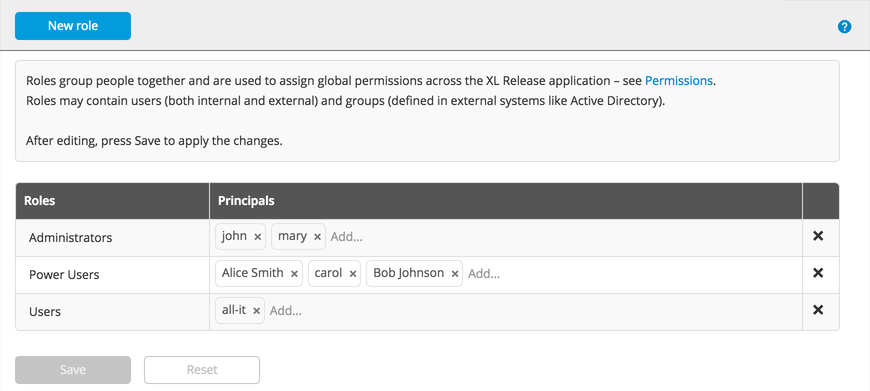 New role
?
Roles group people together and are used to assign global permissions across the XL Release application – see Permissions.
Roles may contain users (both internal and external) and groups (defined in external systems like Active Directory).
After editing, press Save to apply the changes.
Roles Principals
Administrators john × mary × Add...
Power Users Alice Smith × carol × Bob Johnson × Add...
Users all-it × Add...
Save Reset